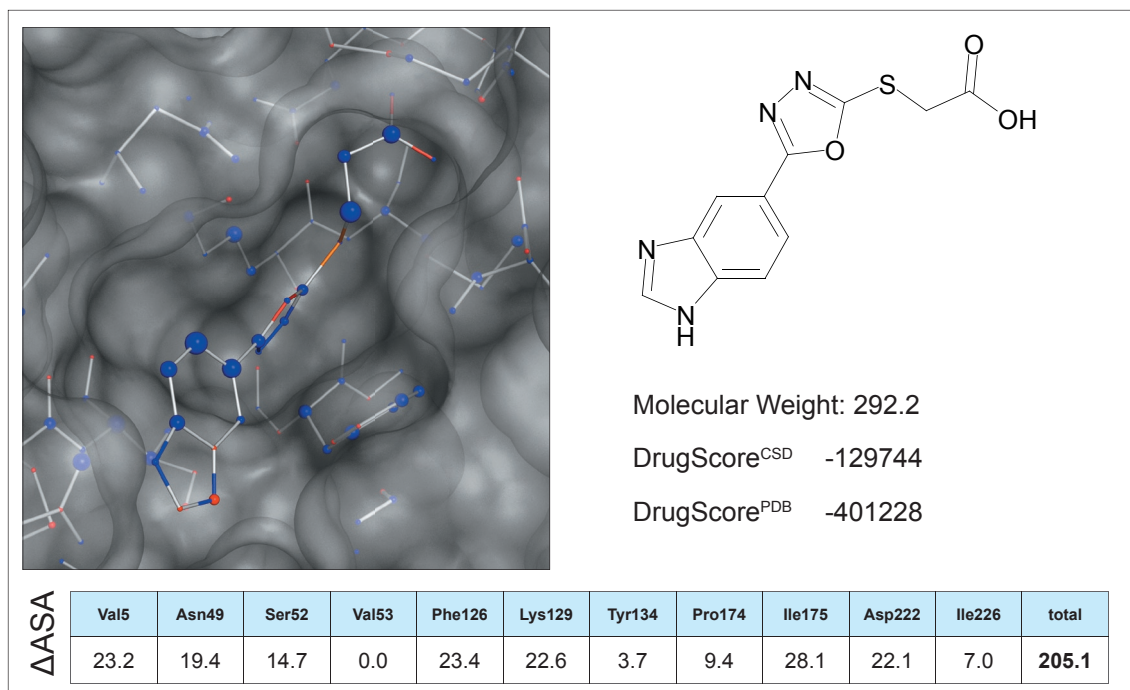 N
N
S
O
OH
O
N
N
H
Molecular Weight: 292.2
DrugScoreCSD -129744
DrugScorePDB -401228
ΔASA
Val5 Asn49 Ser52 Val53 Phe126 Lys129 Tyr134 Pro174 Ile175 Asp222 Ile226 total
23.2 19.4 14.7 0.0 23.4 22.6 3.7 9.4 28.1 22.1 7.0 205.1